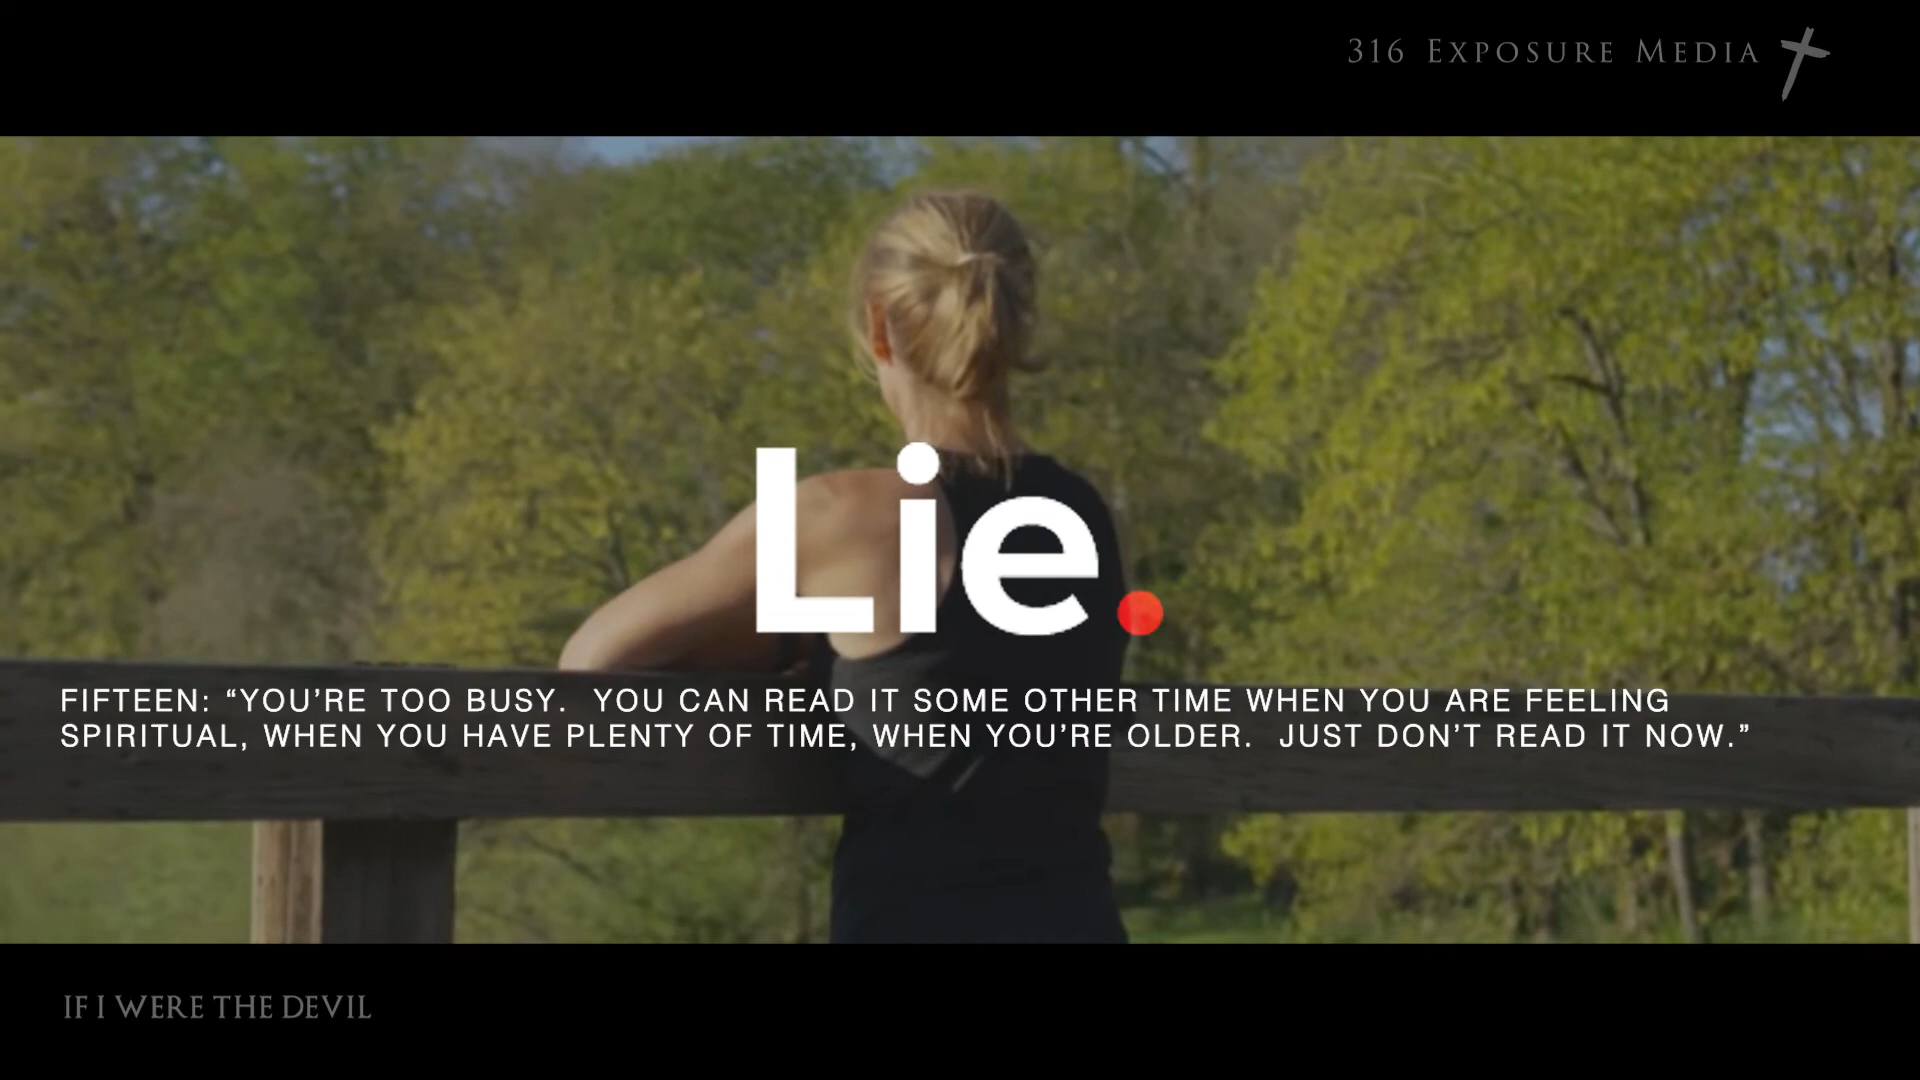 316 EXPOSURE MEDIA
Lie.
FIFTEEN: “YOU’RE TOO BUSY.  YOU CAN READ IT SOME OTHER TIME WHEN YOU ARE FEELING
SPIRITUAL, WHEN YOU HAVE PLENTY OF TIME, WHEN YOU’RE OLDER.  JUST DON’T READ IT NOW.”
IF I WERE THE DEVIL